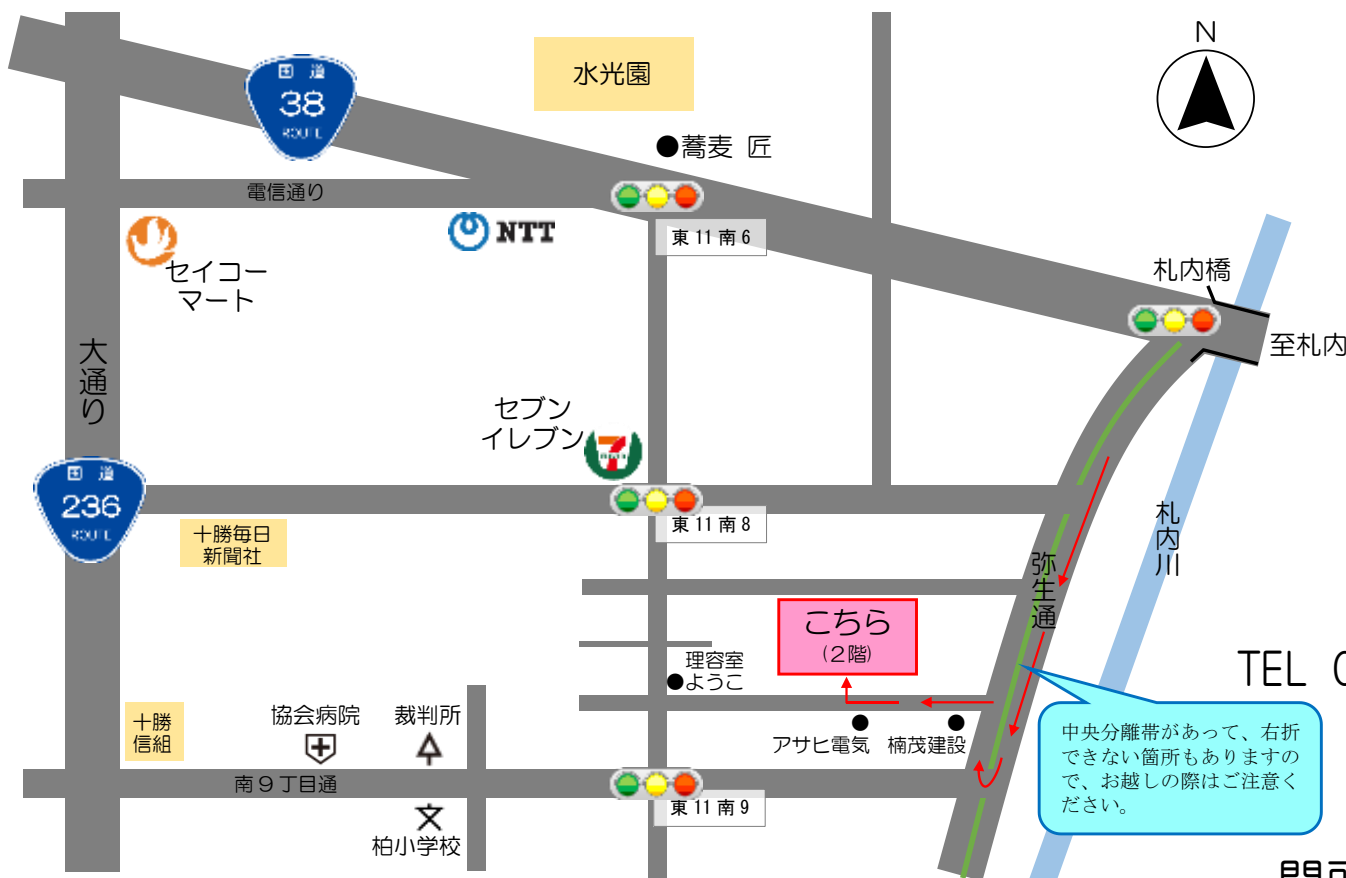 N
国道
38
ROUTE
水光園
●蕎麦 匠
電信通り
NTT
東11南6
セイコー
マート
札内橋
至札内
大通り
セブン
イレブン
7
国道
236
ROUTE
東11南8
十勝毎日
新聞社
札内川
弥生通
こちら
(2階)
理容室
●ようこ
TEL 0
十勝
信組
協会病院
裁判所
アサヒ電気
楠茂建設
中央分離帯があって、右折
できない箇所もありますの
で、お越しの際はご注意く
ださい。
南9丁目通
東11南9
文
柏小学校